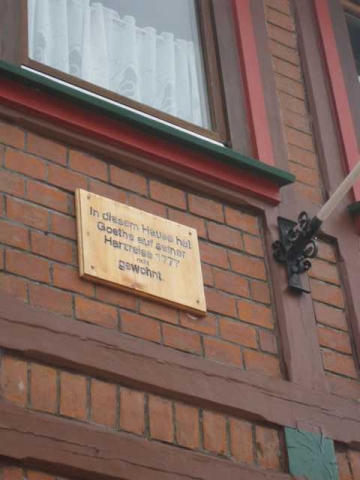 In diesem Hause hat
Goethe auf seiner
Harzreise 1777
nicht
gewohnt.